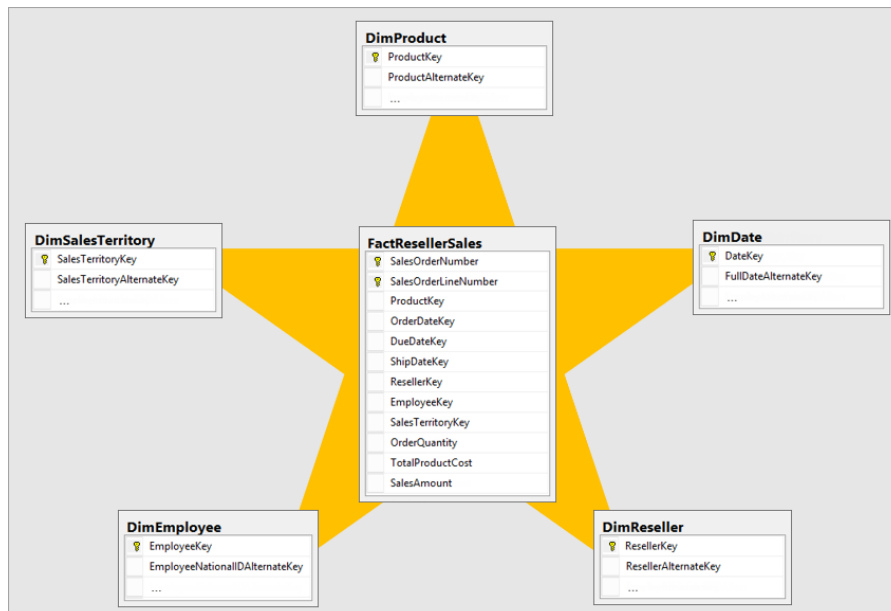 DimProduct
ProductKey
ProductAlternateKey
...
DimSalesTerritory
SalesTerritoryKey
SalesTerritoryAlternateKey
...
FactResellerSales
SalesOrderNumber
SalesOrderLineNumber
ProductKey
OrderDateKey
DueDateKey
ShipDateKey
ResellerKey
EmployeeKey
SalesTerritoryKey
OrderQuantity
TotalProductCost
SalesAmount
DimDate
DateKey
FullDateAlternateKey
...
DimEmployee
EmployeeKey
EmployeeNationalIDAlternateKey
...
DimReseller
ResellerKey
ResellerAlternateKey
...